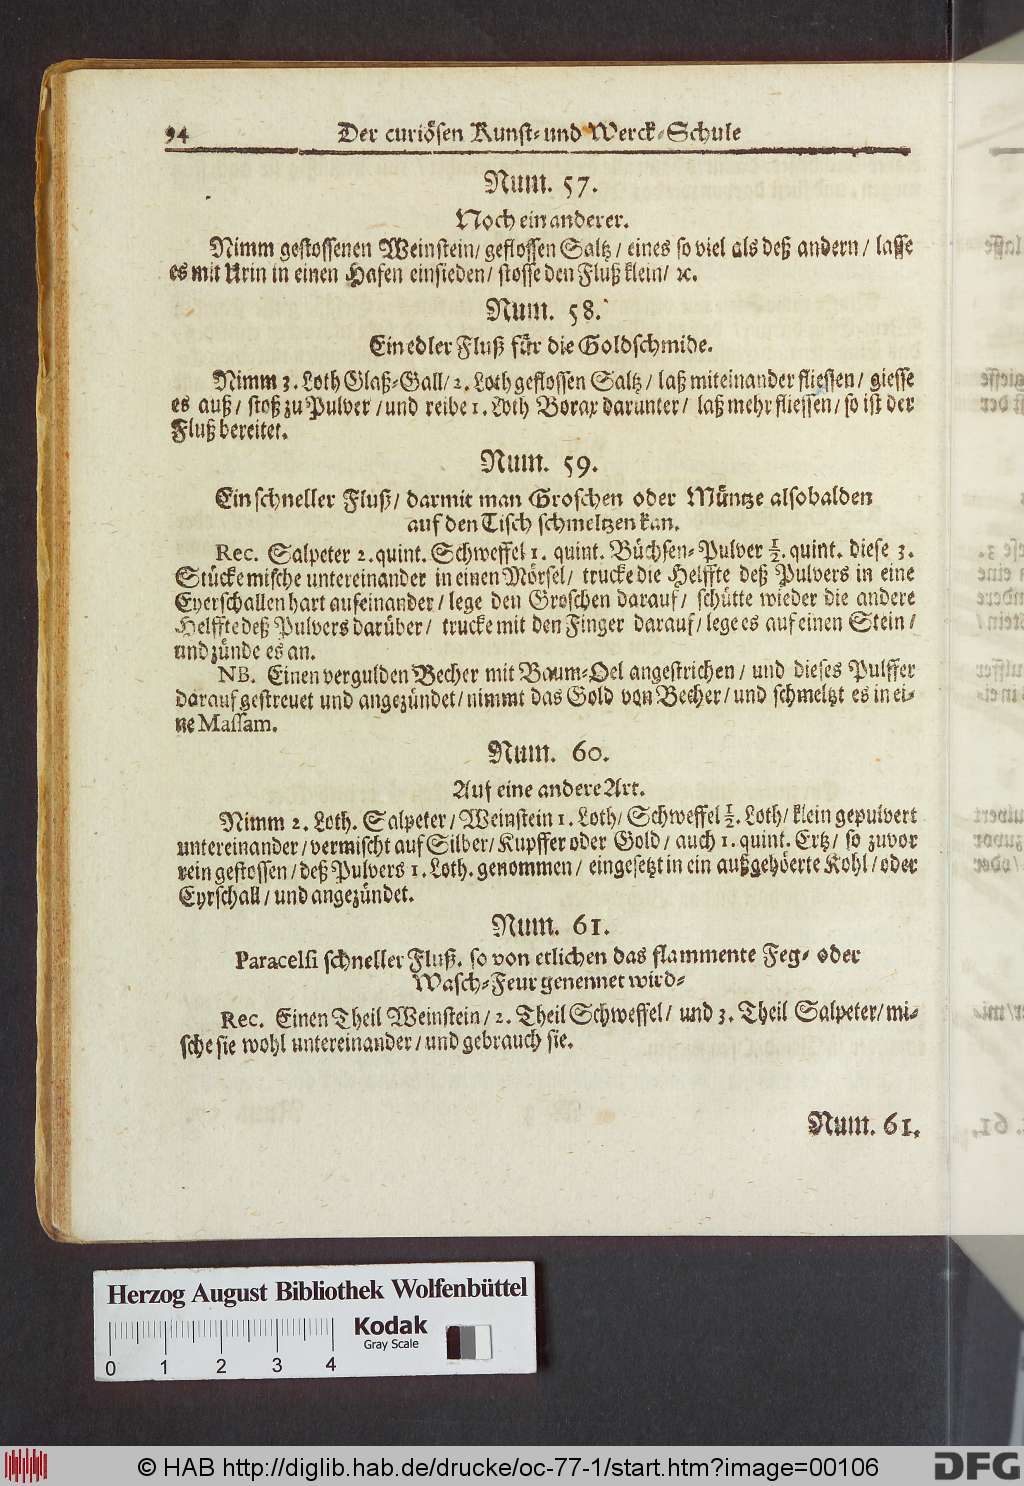 94 Der curiösen Kunst- und Werck-Schule
Num. 57.
Noch ein anderer.
Nimm gestossenen Weinstein/ geflossen Saltz/ eines so viel als deß andern/ lasse
es mit Urin in einen Hafen einsieden/ stosse den Fluß klein/ ꝛc.
Num. 58.
Ein edler Fluß für die Goldschmide.
Nimm 3. Loth Glaß-Gall/ 2. Loth geflossen Saltz/ laß miteinander fliessen/ giesse
es auß/ stoß zu Pulver/ und reibe 1. Loth Borax darunter/ laß mehr fliessen/ so ist der
Fluß bereitet.
Num. 59.
Ein schneller Fluß/ darmit man Groschen oder Müntze alsobalden
auf den Tisch schmeltzen kan.
Rec. Salpeter 2. quint. Schweffel 1. quint. Büchsen-Pulver ½. quint. diese 3.
Stücke mische untereinander in einen Mörsel/ trucke die Helffte deß Pulvers in eine
Eyerschallen hart aufeinander/ lege den Groschen darauf/ schütte wieder die andere
Helffte deß Pulvers darüber/ trucke mit den Finger darauf/ lege es auf einen Stein/
und zünde es an.
NB. Einen vergulden Becher mit Baum-Oel angestrichen/ und dieses Pulffer
darauf gestreuet und angezündet/ nimmt das Gold von Becher/ und schmeltzt es in ei-
ne Massam.
Num. 60.
Auf eine andere Art.
Nimm 2. Loth. Salpeter/ Weinstein 1. Loth/ Schweffel ½. Loth/ klein gepulvert
untereinander/ vermischt auf Silber/ Kupffer oder Gold/ auch 1. quint. Ertz/ so zuvor
rein gestossen/ deß Pulvers 1. Loth. genommen/ eingesetzt in ein außgehöerte Kohl/ oder
Eyrschall/ und angezündet.
Num. 61.
Paracelsi schneller Fluß. so von etlichen das flammente Feg- oder
Wasch-Feur genennet wird-
Rec. Einen Theil Weinstein/ 2. Theil Schweffel/ und 3. Theil Salpeter/ mi-
sche sie wohl untereinander/ und gebrauch sie.
Num. 61.
Herzog August Bibliothek Wolfenbüttel
Kodak
Gray Scale
0 1 2 3 4
© HAB http://diglib.hab.de/drucke/oc-77-1/start.htm?image=00106
DFG